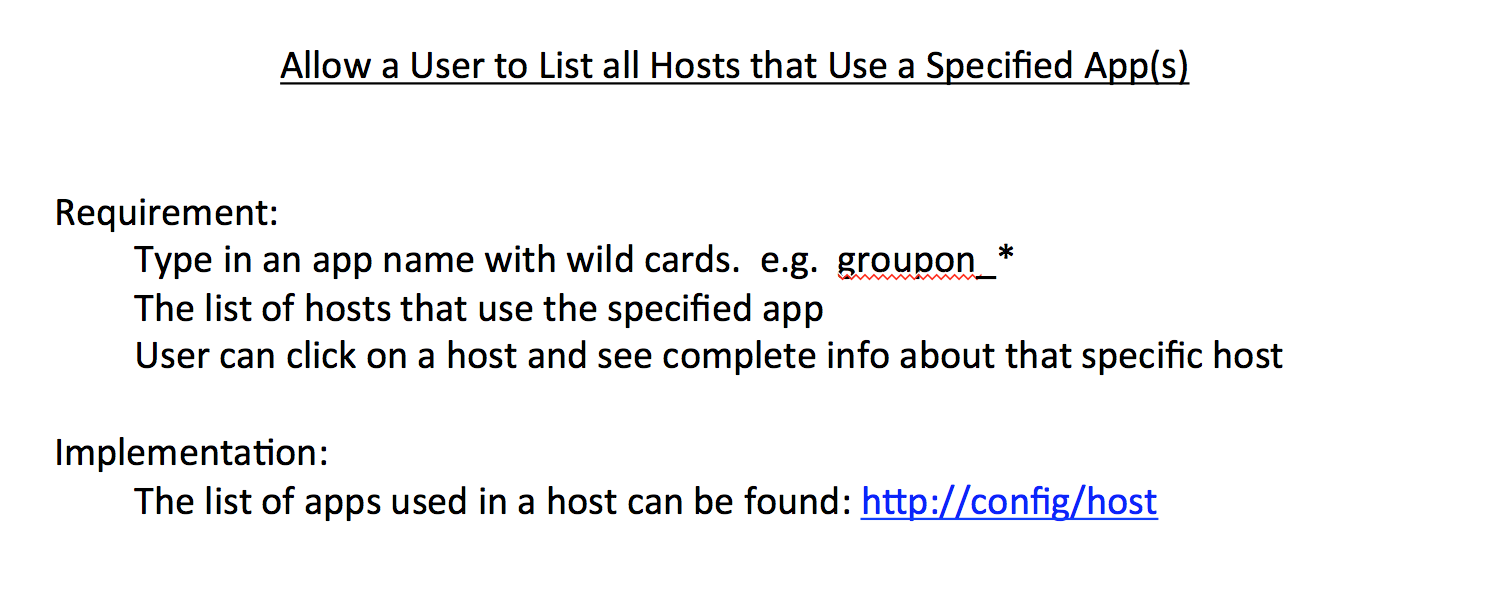 Allow a User to List all Hosts that Use a Specified App(s)
Requirement:
Type in an app name with wild cards.  e.g.  groupon_*
The list of hosts that use the specified app
User can click on a host and see complete info about that specific host
Implementation:
The list of apps used in a host can be found: http://config/host